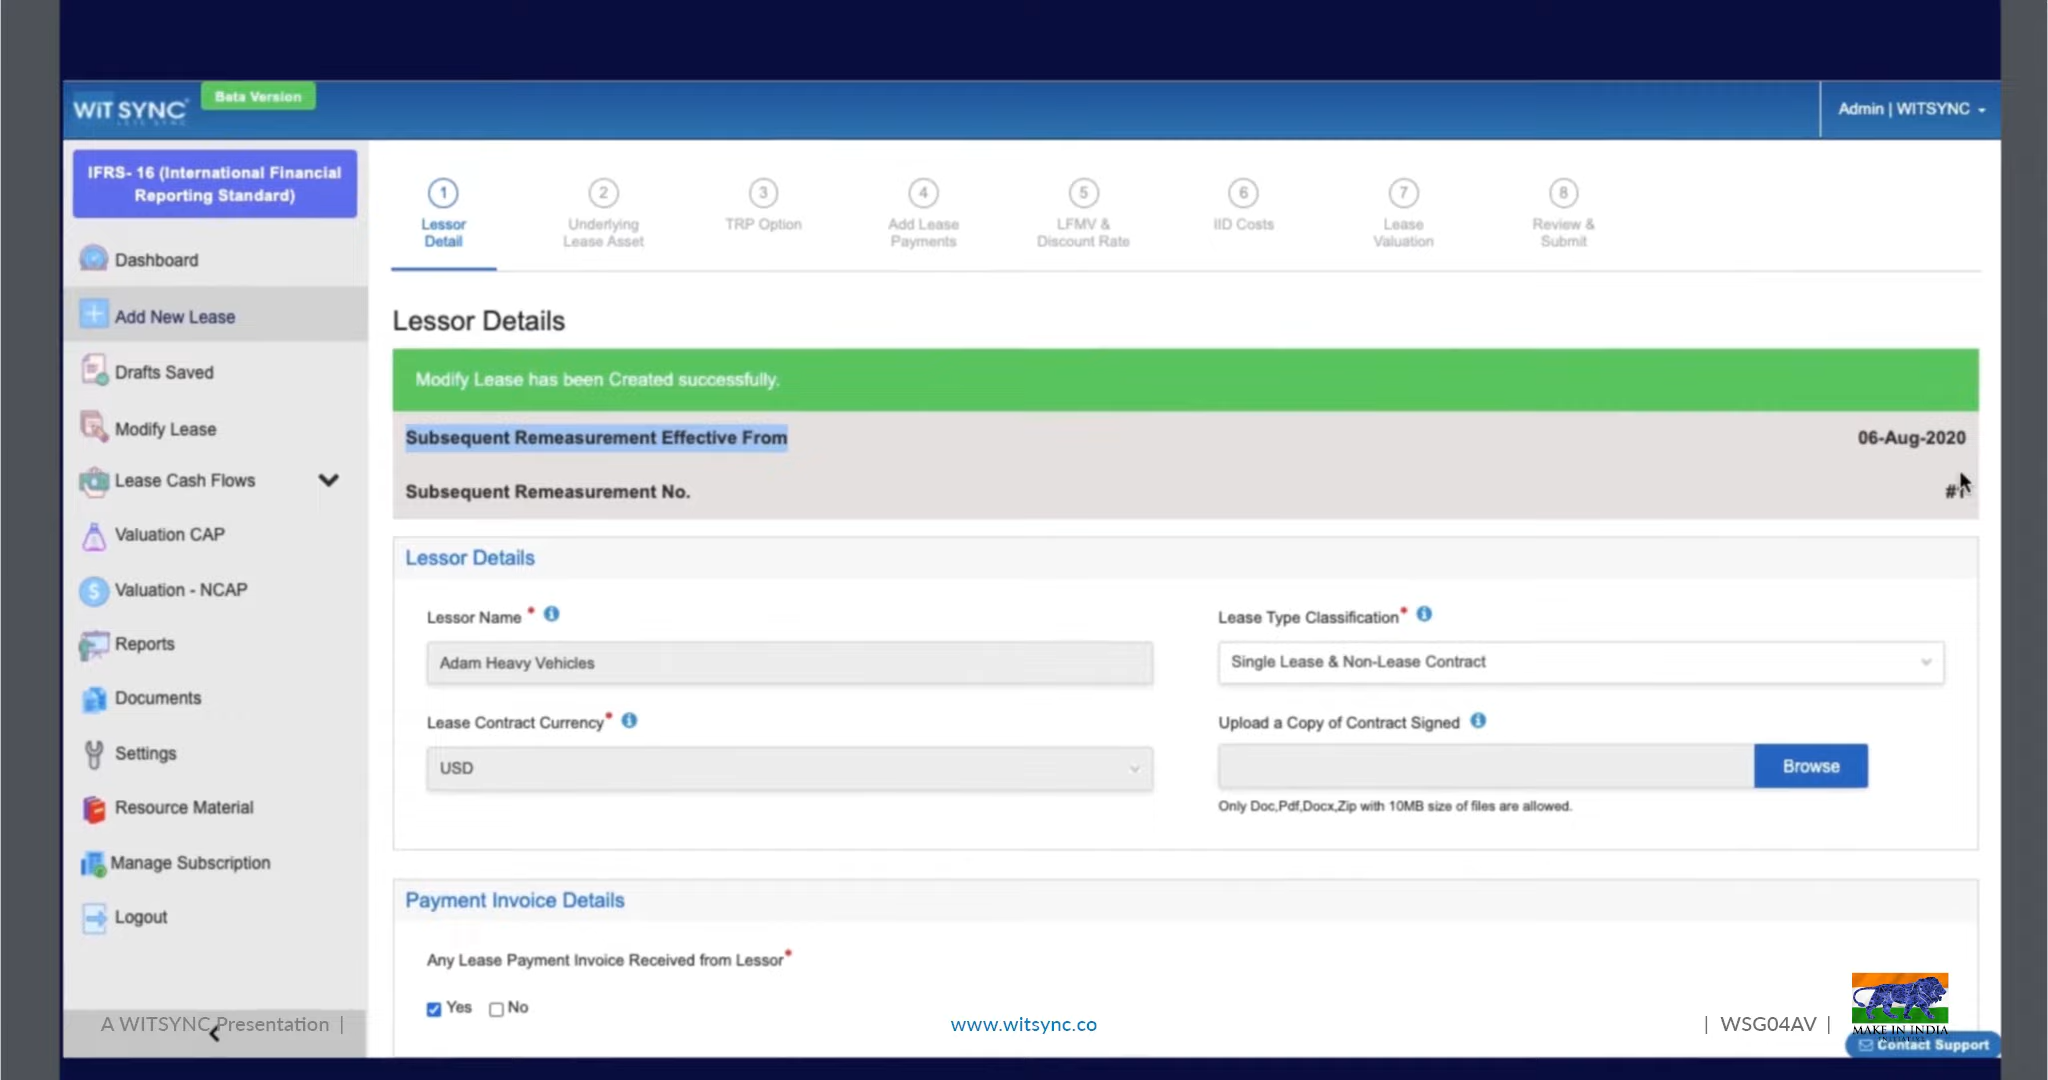 WITSYNC
Beta Version
Admin | WITSYNC
IFRS- 16 (International Financial
Reporting Standard)
Dashboard
Add New Lease
Drafts Saved
Modify Lease
Lease Cash Flows
Valuation CAP
Valuation - NCAP
Reports
Documents
Settings
Resource Material
Manage Subscription
Logout
1
Lessor
Detail
2
Underlying
Lease Asset
3
TRP Option
4
Add Lease
Payments
5
LFMV &
Discount Rate
6
IID Costs
7
Lease
Valuation
8
Review &
Submit
Lessor Details
Modify Lease has been Created successfully.
Subsequent Remeasurement Effective From 06-Aug-2020
Subsequent Remeasurement No.
Lessor Details
Lessor Name *
Adam Heavy Vehicles
Lease Type Classification*
Single Lease & Non-Lease Contract
Lease Contract Currency*
USD
Upload a Copy of Contract Signed
Browse
Only Doc,Pdf,Docx,Zip with 10MB size of files are allowed.
Payment Invoice Details
Any Lease Payment Invoice Received from Lessor*
Yes No
A WITSYNC Presentation |
www.witsync.co
| WSG04AV |
MAKE IN INDIA
Contact Support